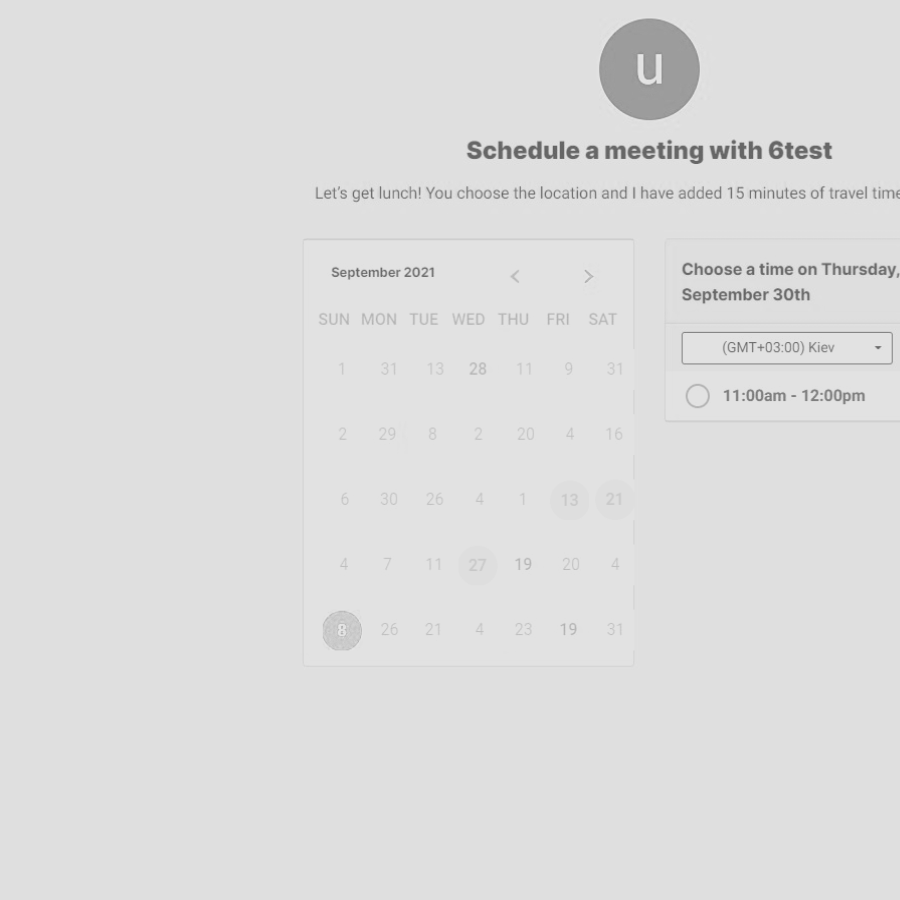 u
Schedule a meeting with 6test
Let's get lunch! You choose the location and I have added 15 minutes of travel time
September 2021
SUN MON TUE WED THU FRI SAT
1 31 13 28 11 9 31
2 29 8 2 20 4 16
6 30 26 4 1 13 21
4 7 11 27 19 20 4
8 26 21 4 23 19 31
Choose a time on Thursday,
September 30th
(GMT+03:00) Kiev
11:00am - 12:00pm